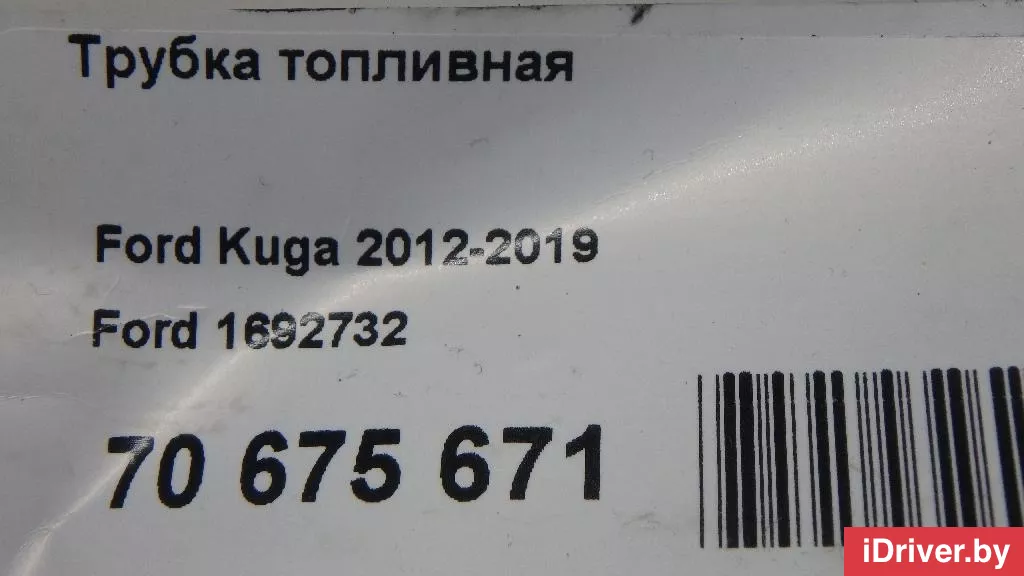 Трубка топливная
Ford Kuga 2012-2019
Ford 1692732
70 675 671
iDriver.by